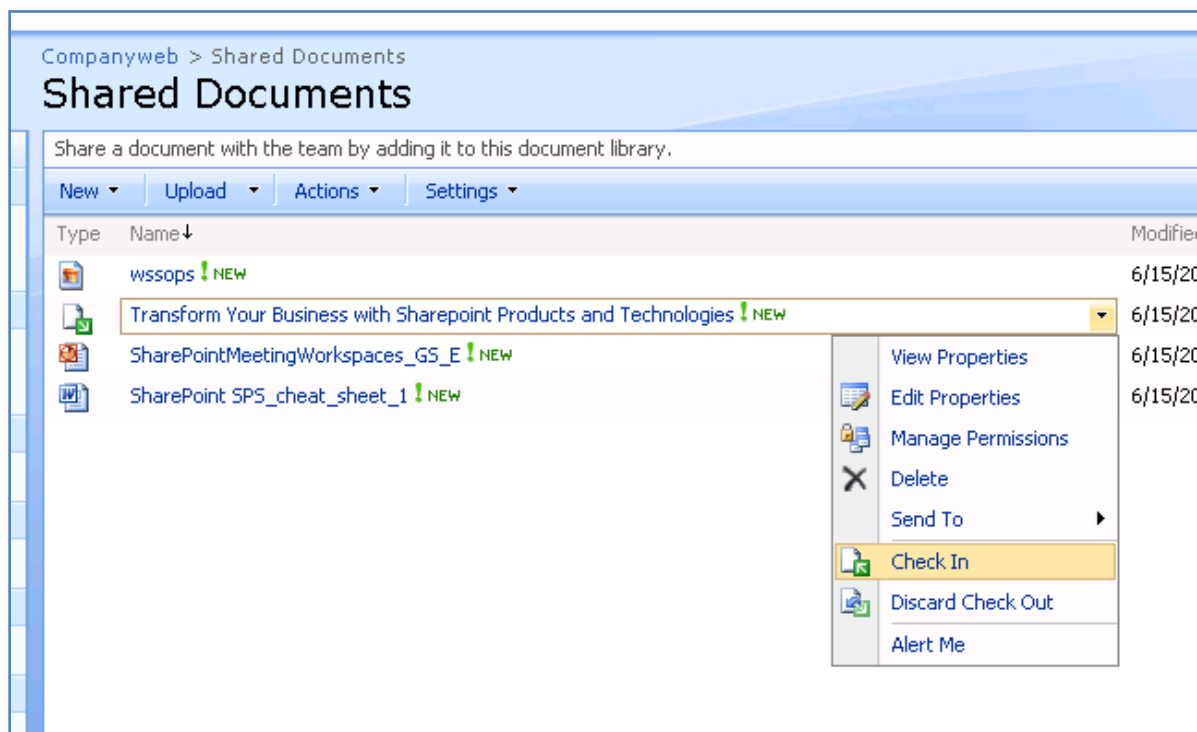 Companyweb > Shared Documents
Shared Documents
Share a document with the team by adding it to this document library.
New Upload Actions Settings
Type Name
wssops ! NEW
Transform Your Business with Sharepoint Products and Technologies ! NEW
SharePointMeetingWorkspaces_GS_E ! NEW
SharePoint SPS_cheat_sheet_1 ! NEW
View Properties
Edit Properties
Manage Permissions
Delete
Send To
Check In
Discard Check Out
Alert Me